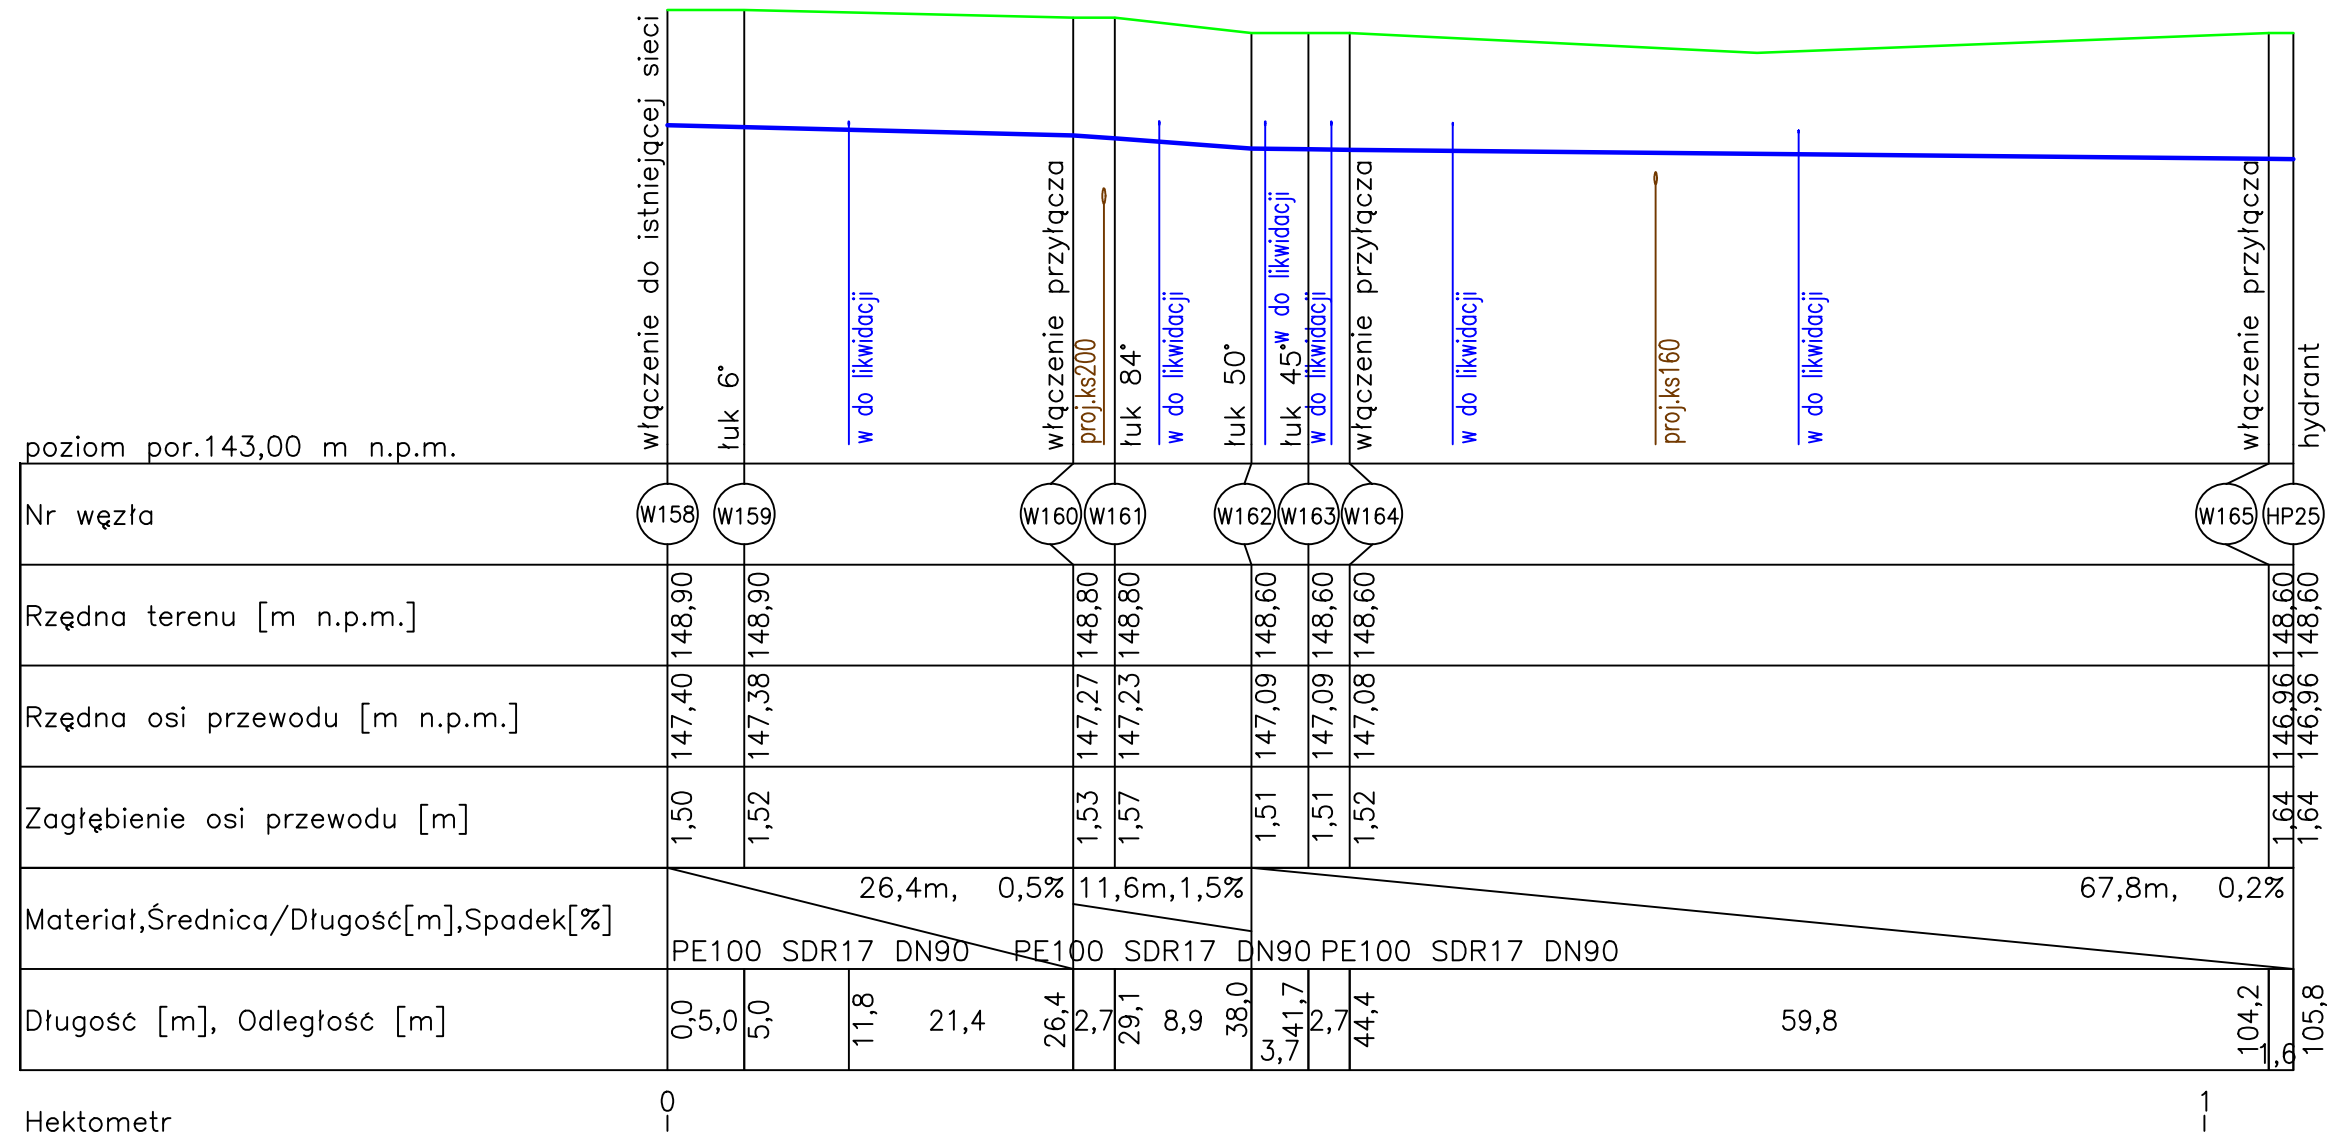 włączenie do istniejącej sieci
łuk 6°
w do likwidacji
włączenie przyłącza
proj.ks200
łuk 84°
w do likwidacji
łuk 50°
w do likwidacji
łuk 45°
w do likwidacji
włączenie przyłącza
w do likwidacji
proj.ks160
w do likwidacji
włączenie przyłącza
hydrant
poziom por.143,00 m n.p.m.
Nr węzła W158 W159 W160 W161 W162 W163 W164 W165 HP25
Rzędna terenu [m n.p.m.] 148,90 148,90 148,80 148,80 148,60 148,60 148,60 148,60 148,60
Rzędna osi przewodu [m n.p.m.] 147,40 147,38 147,27 147,23 147,09 147,09 147,08 146,96 146,96
Zagłębienie osi przewodu [m] 1,50 1,52 1,53 1,57 1,51 1,51 1,52 1,64 1,64
26,4m, 0,5% 11,6m,1,5% 67,8m, 0,2%
Materiał,Średnica/Długość[m],Spadek[%]
PE100 SDR17 DN90 PE100 SDR17 DN90 PE100 SDR17 DN90
Długość [m], Odległość [m] 0,0 5,0 5,0 11,8 21,4 26,4 2,7 29,1 8,9 38,0 3,7 41,7 2,7 44,4 59,8 104,2 1,6 105,8
Hektometr 0 1